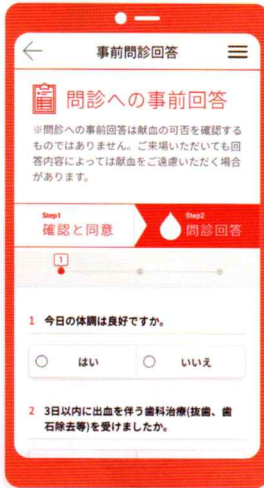 事前問診回答
問診への事前回答
※問診への事前回答は献血の可否を確認する
ものではありません。ご来場いただいても回
答内容によっては献血をご遠慮いただく場合
があります。
Step1
確認と同意
Step2
問診回答
1
1 今日の体調は良好ですか。
はい
いいえ
2 3日以内に出血を伴う歯科治療(抜歯、歯
石除去等)を受けましたか。